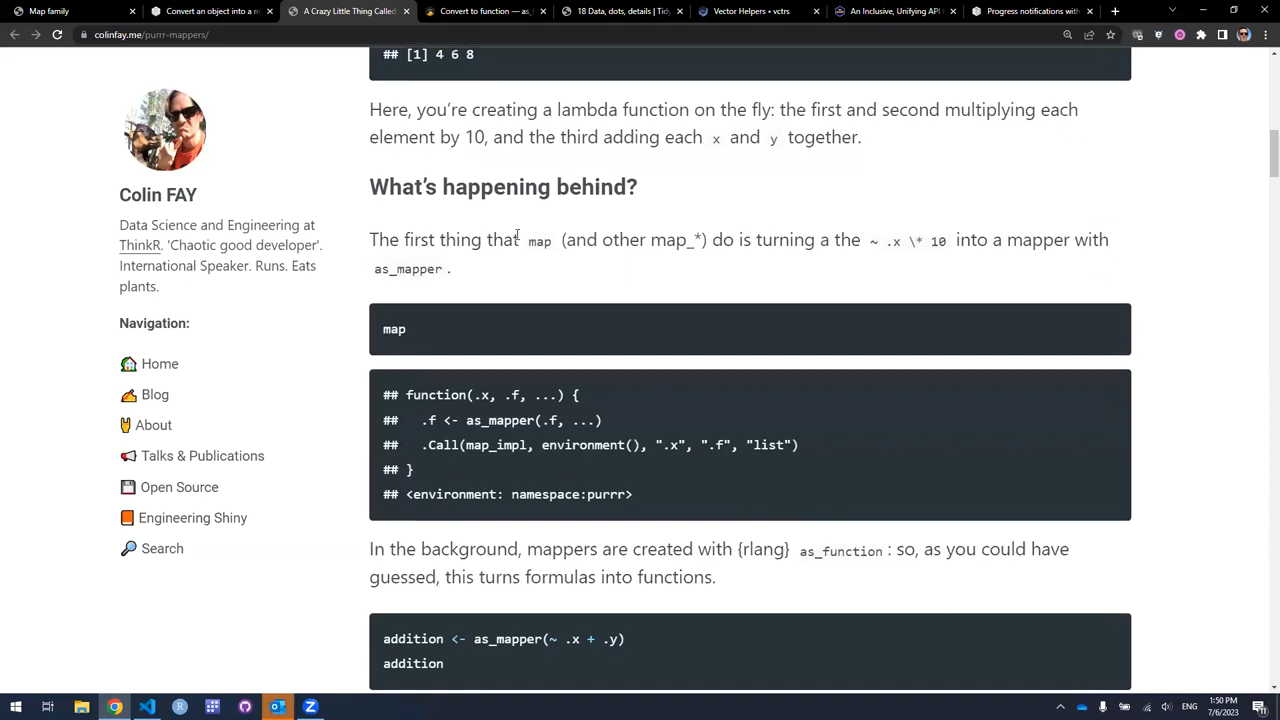 Map family
Convert an object into a m
A Crazy Little Thing Called
Convert to function — as_
18 Data, dots, details | Tidy
Vector Helpers • vctrs
An. Unifying API
Progress notifications with
colinfay.me/purrr-mappers/
## [1] 4 6 8
Here, you're creating a lambda function on the fly: the first and second multiplying each
element by 10, and the third adding each x and y together.
What's happening behind?
The first thing that map (and other map_*) do is turning a the ~ .x \* 10 into a mapper with
as_mapper .
map
## function(.x, .f, ...) {
##   .f <- as_mapper(.f, ...)
##   .Call(map_impl, environment(), ".x", ".f", "list")
## }
## <environment: namespace:purrr>
In the background, mappers are created with {rlang} as_function : so, as you could have
guessed, this turns formulas into functions.
addition <- as_mapper(~ .x + .y)
addition
Colin FAY
Data Science and Engineering at
ThinkR. 'Chaotic good developer'.
International Speaker. Runs. Eats
plants.
Navigation:
Home
Blog
About
Talks & Publications
Open Source
Engineering Shiny
Search
1:50 PM
7/6/2023